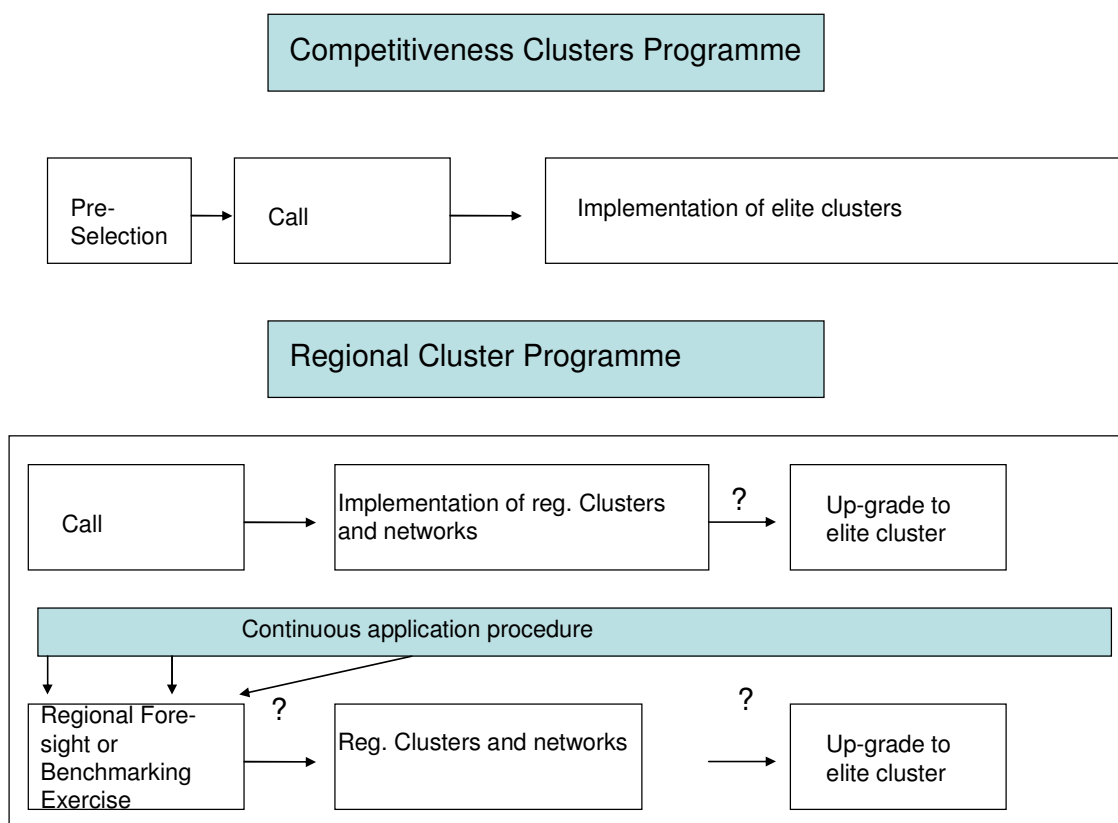 Competitiveness Clusters Programme
Pre-
Selection
Call
Implementation of elite clusters
Regional Cluster Programme
Call
Implementation of reg. Clusters
and networks
?
Up-grade to
elite cluster
Continuous application procedure
Regional Fore-
sight or
Benchmarking
Exercise
?
Reg. Clusters and networks
?
Up-grade to
elite cluster